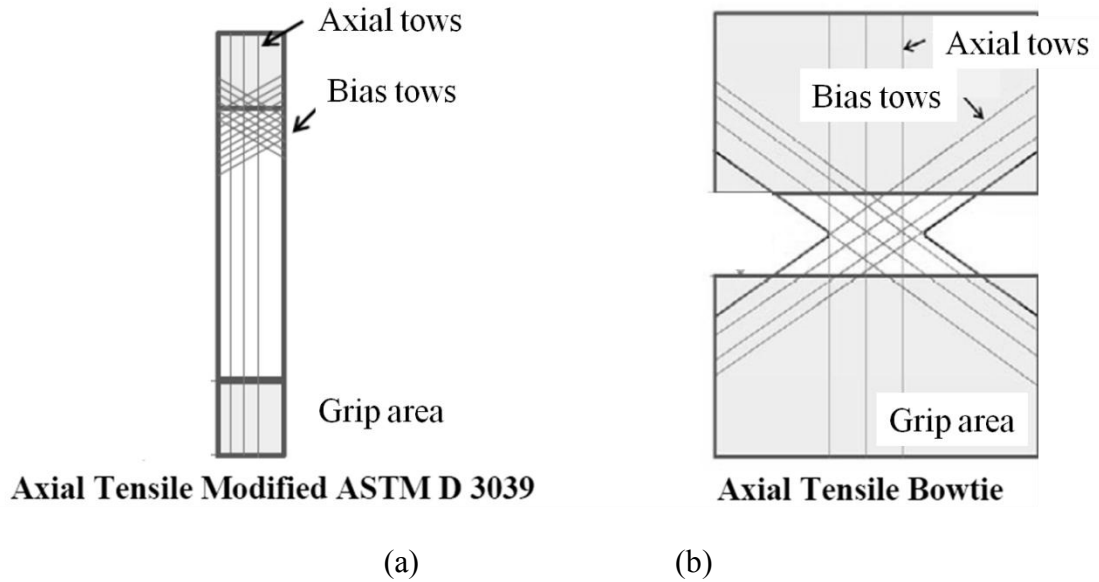 Axial tows
Bias tows
Grip area
Axial Tensile Modified ASTM D 3039
(a)
Axial tows
Bias tows
Grip area
Axial Tensile Bowtie
(b)